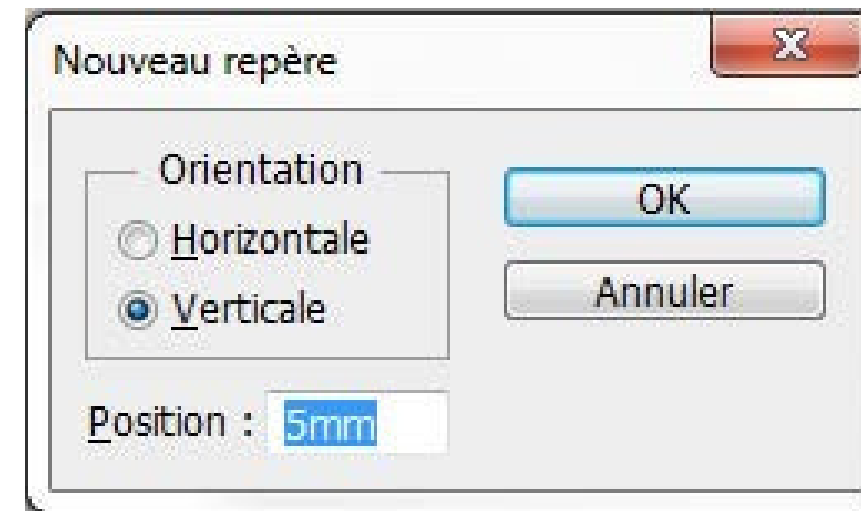 Nouveau repère
Orientation
Horizontale
Verticale
OK
Annuler
Position : 5mm